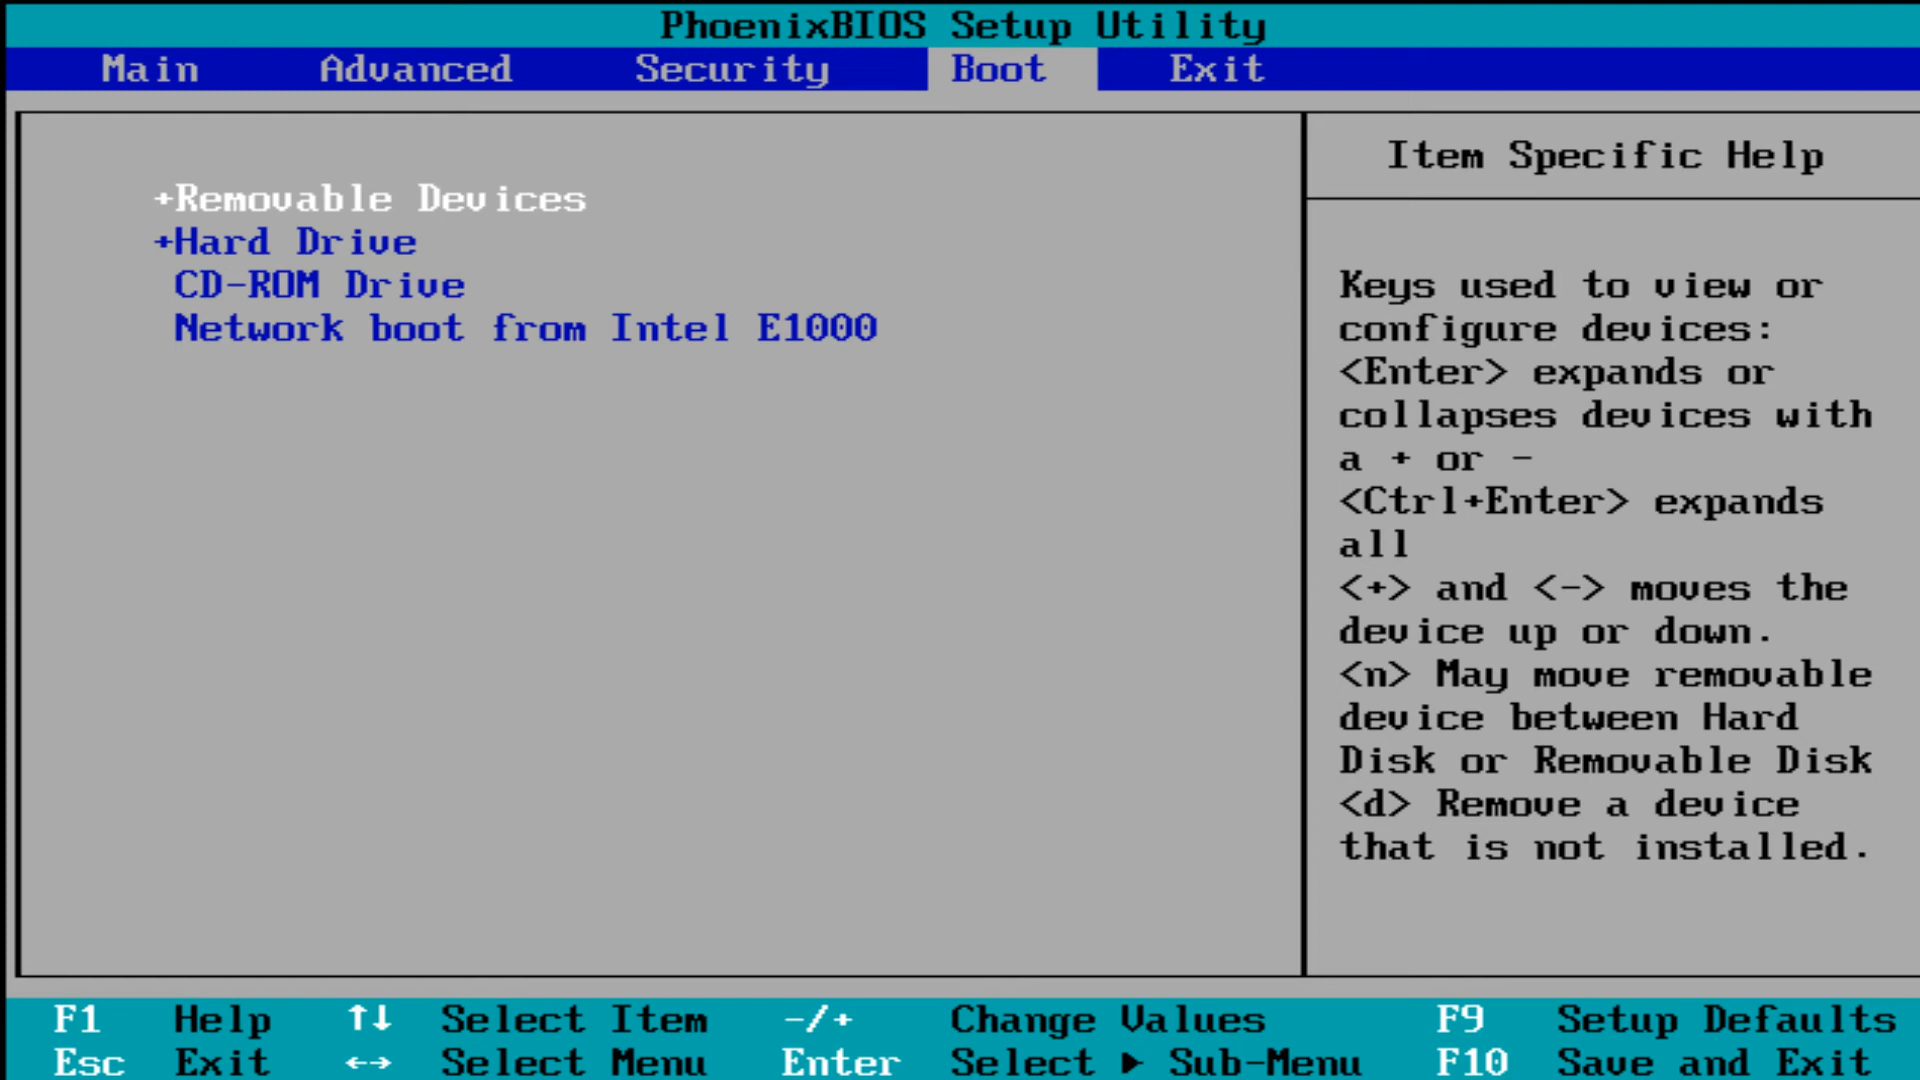 PhoenixBIOS Setup Utility
Main Advanced Security Boot Exit
+Removable Devices
+Hard Drive
CD-ROM Drive
Network boot from Intel E1000
Item Specific Help
Keys used to view or
configure devices:
<Enter> expands or
collapses devices with
a + or -
<Ctrl+Enter> expands
all
<+> and <-> moves the
device up or down.
<n> May move removable
device between Hard
Disk or Removable Disk
<d> Remove a device
that is not installed.
F1 Help ↑↓ Select Item -/+ Change Values F9 Setup Defaults
Esc Exit ↔ Select Menu Enter Select ▶ Sub-Menu F10 Save and Exit